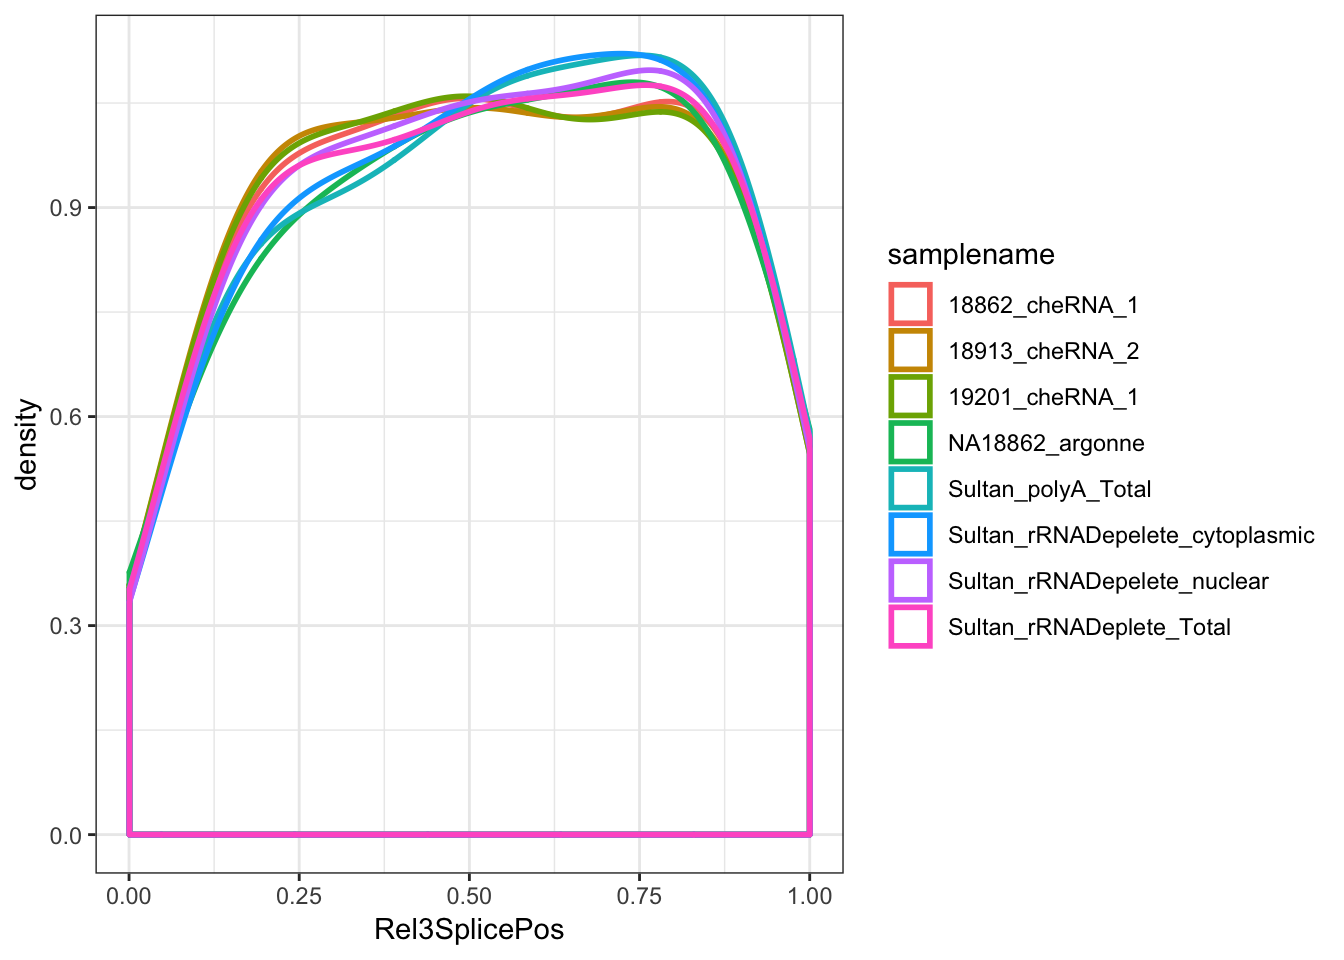 density
0.9
0.6
0.3
0.0
0.00 0.25 0.50 0.75 1.00
Rel3SplicePos
samplename
18862_cheRNA_1
18913_cheRNA_2
19201_cheRNA_1
NA18862_argonne
Sultan_polyA_Total
Sultan_rRNADepelete_cytoplasmic
Sultan_rRNADepelete_nuclear
Sultan_rRNADeplete_Total